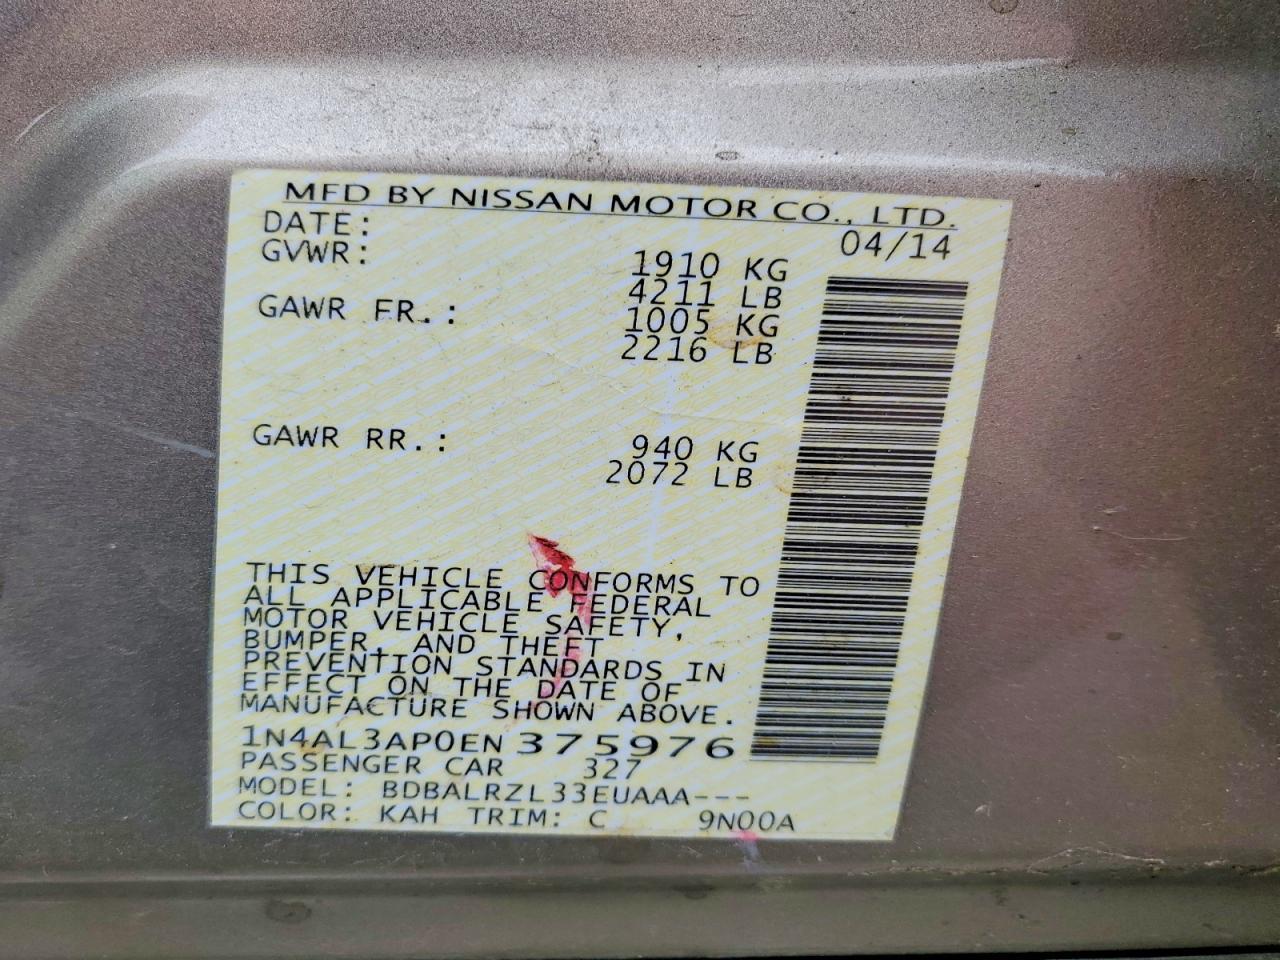 MFD BY NISSAN MOTOR CO., LTD.
DATE: 04/14
GVWR: 1910 KG
4211 LB
GAWR FR.: 1005 KG
2216 LB
GAWR RR.: 940 KG
2072 LB
THIS VEHICLE CONFORMS TO
ALL APPLICABLE FEDERAL
MOTOR VEHICLE SAFETY,
BUMPER, AND THEFT
PREVENTION STANDARDS IN
EFFECT ON THE DATE OF
MANUFACTURE SHOWN ABOVE.
1N4AL3AP0EN375976
PASSENGER CAR 327
MODEL: BDBALRZL33EUAAA---
COLOR: KAH TRIM: C 9N00A